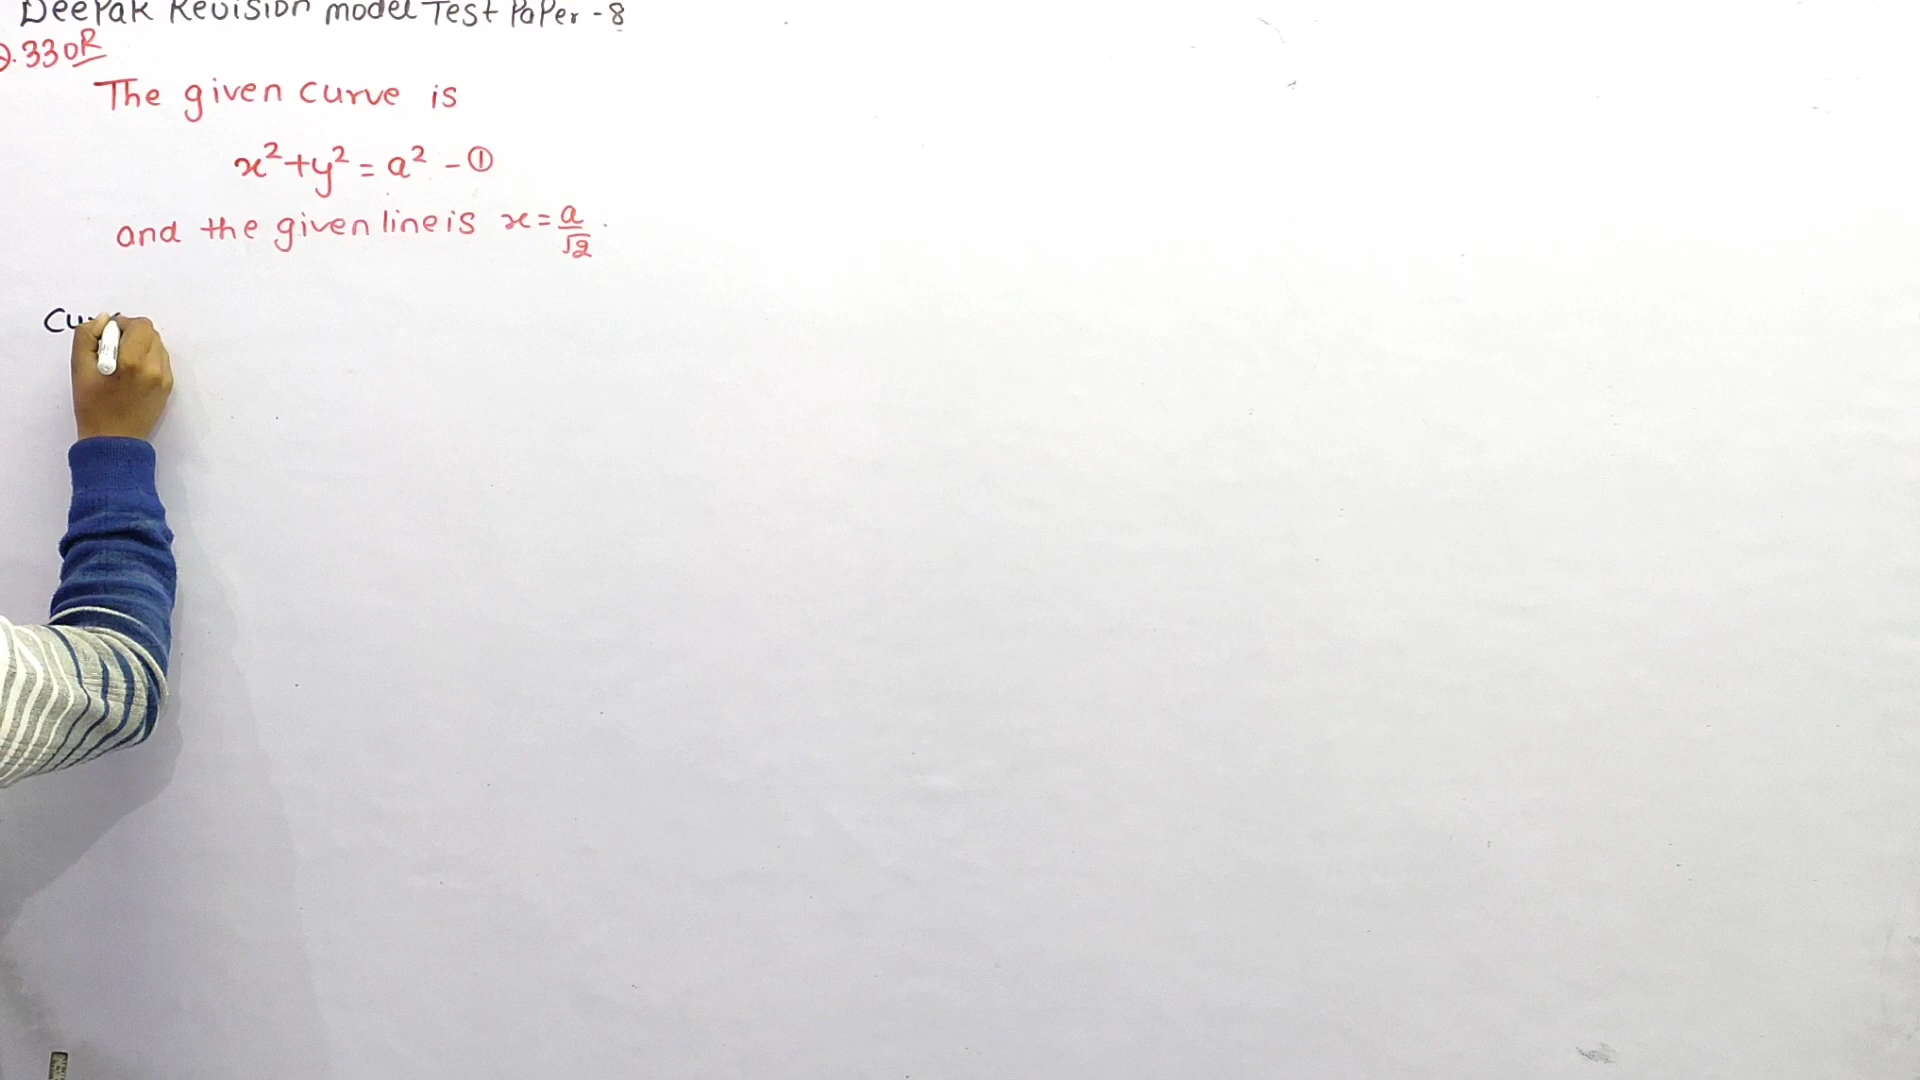 Deepak Revision model Test Paper - 8
Q.33 OR
The given curve is
x² + y² = a² - ①
and the given line is x = a/√2 .